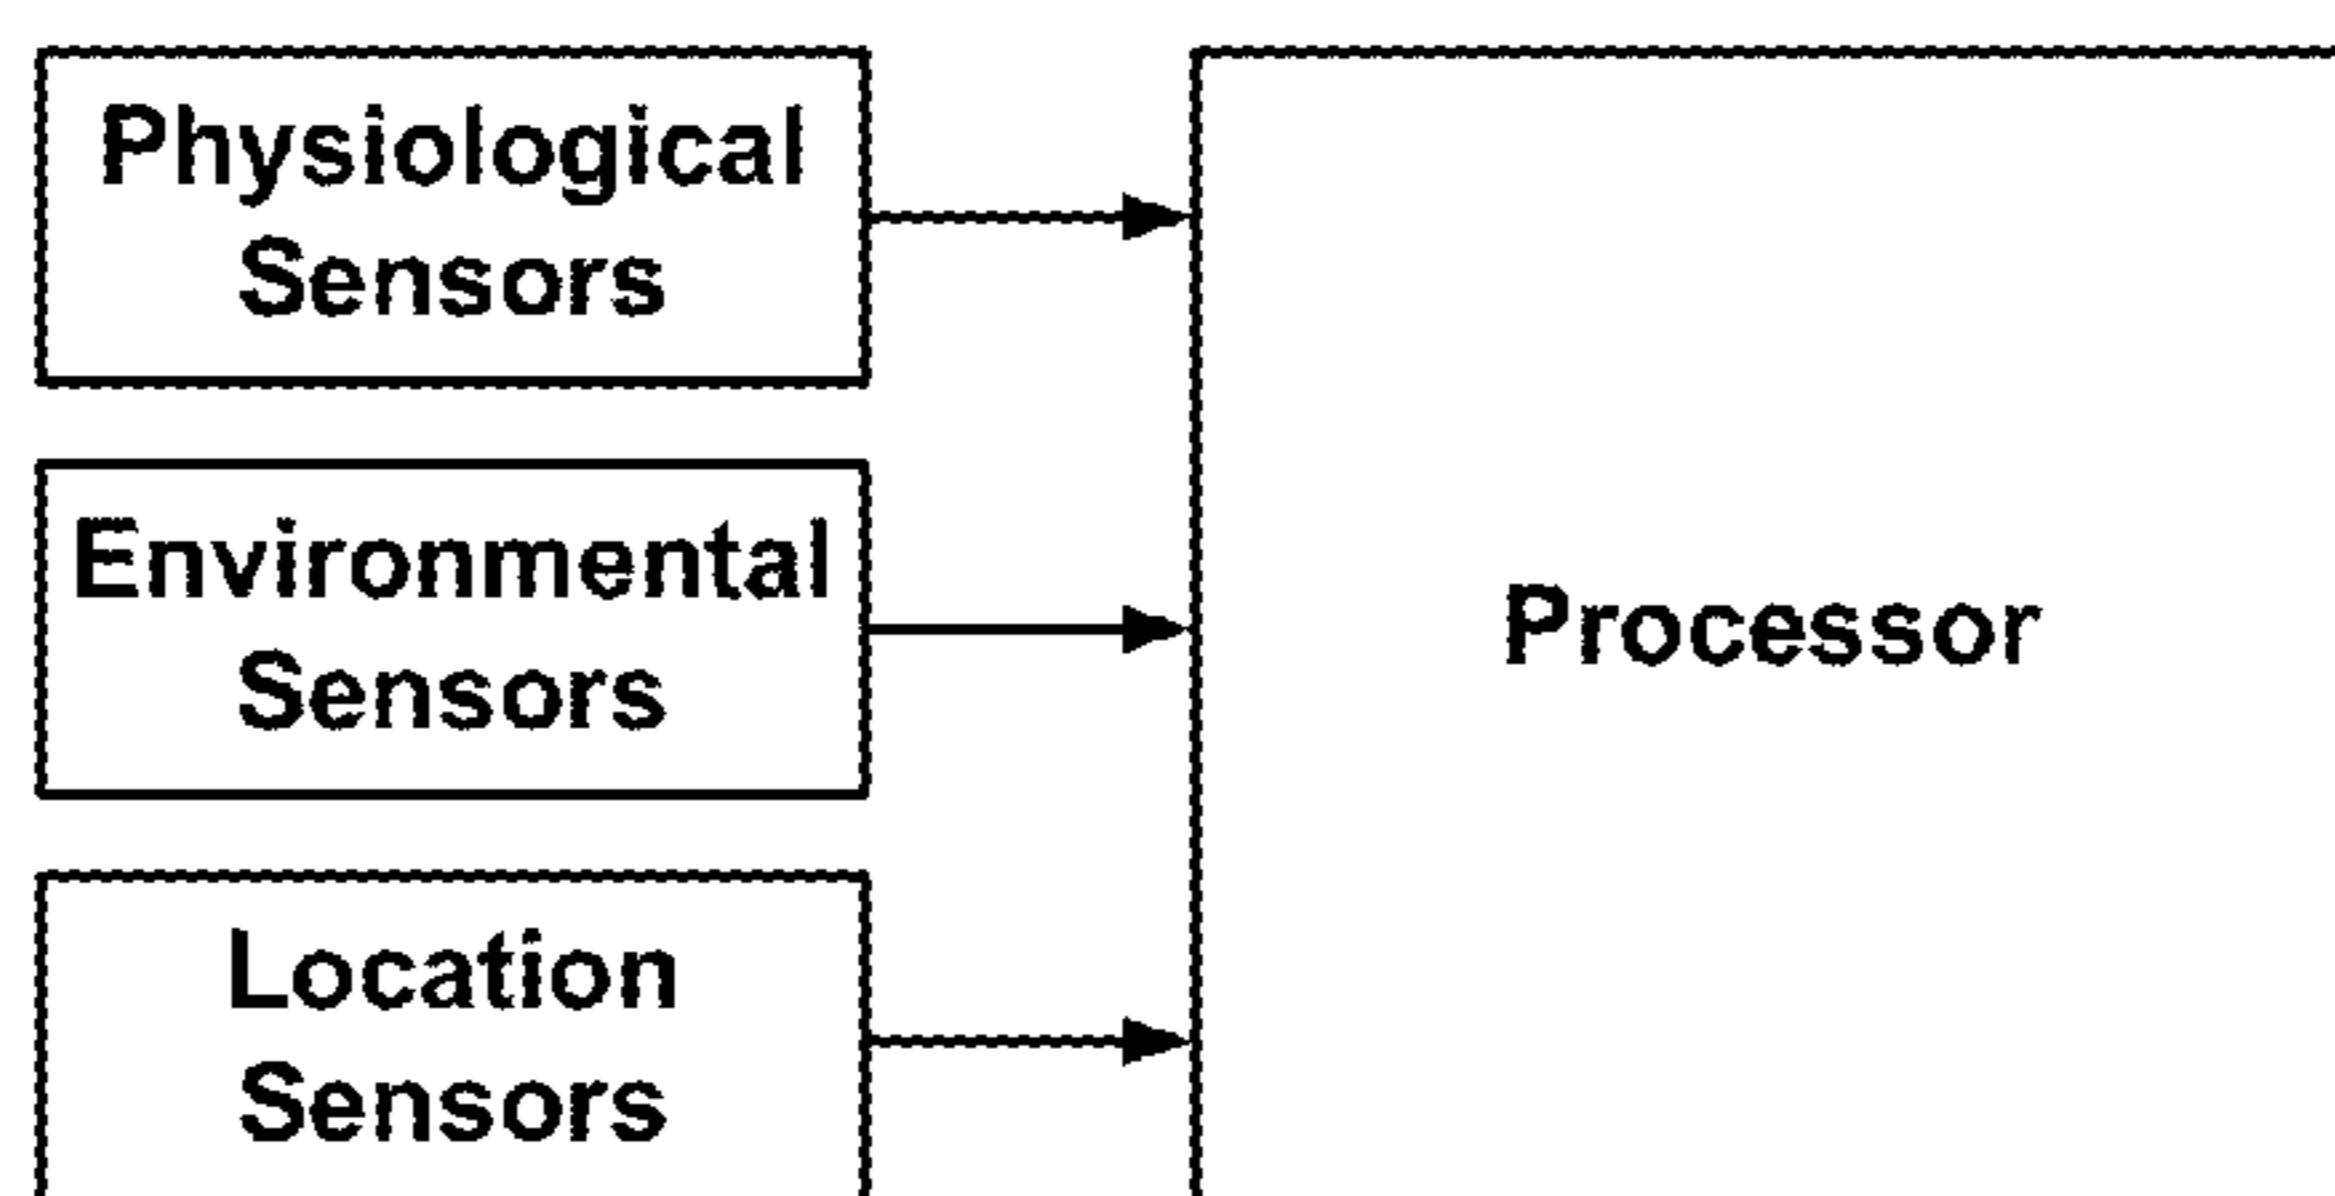 Physiological
Sensors
Environmental
Sensors
Processor
Location
Sensors